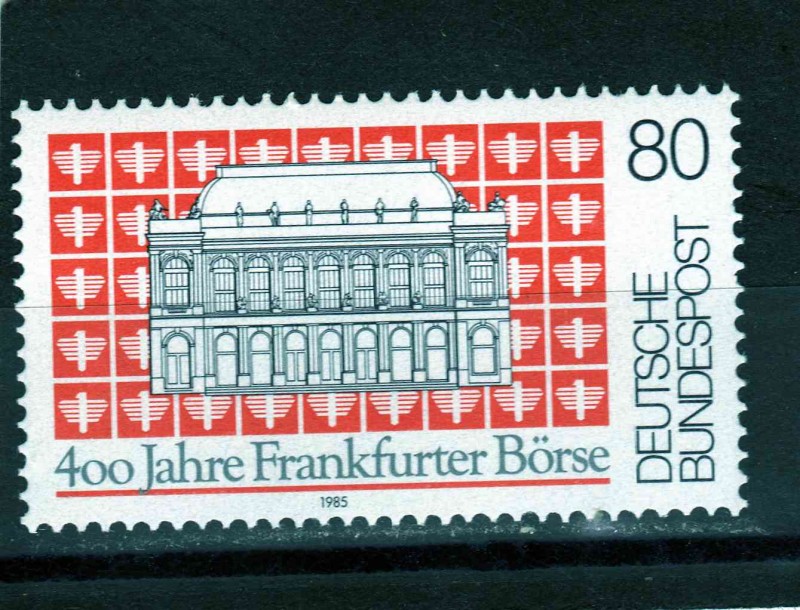 80
DEUTSCHE
BUNDESPOST
400 Jahre Frankfurter Börse
1985